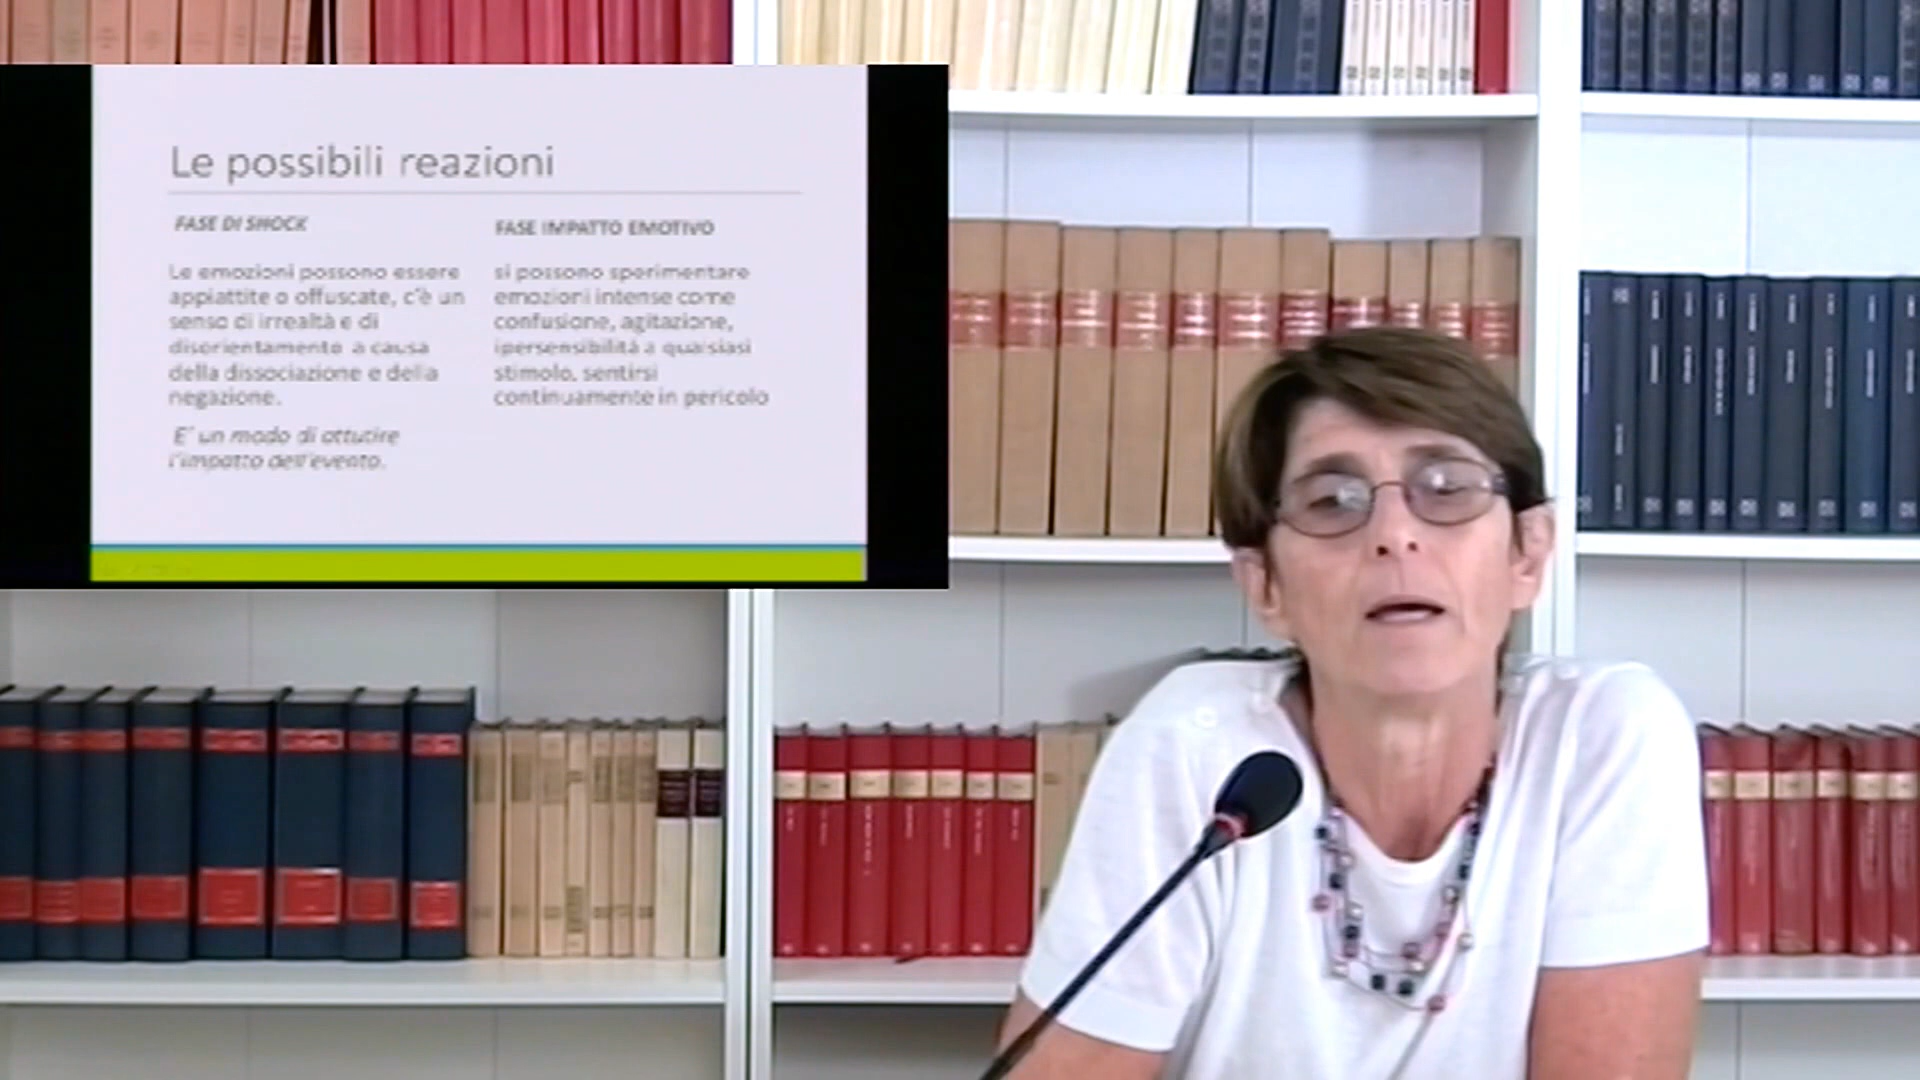 Le possibili reazioni
FASE DI SHOCK
Le emozioni possono essere
appiattite o offuscate, c'è un
senso di irrealtà e di
disorientamento a causa
della dissociazione e della
negazione.
E' un modo di attutire
l'impatto dell'evento.
FASE IMPATTO EMOTIVO
si possono sperimentare
emozioni intense come
confusione, agitazione,
ipersensibilità a qualsiasi
stimolo, sentirsi
continuamente in pericolo